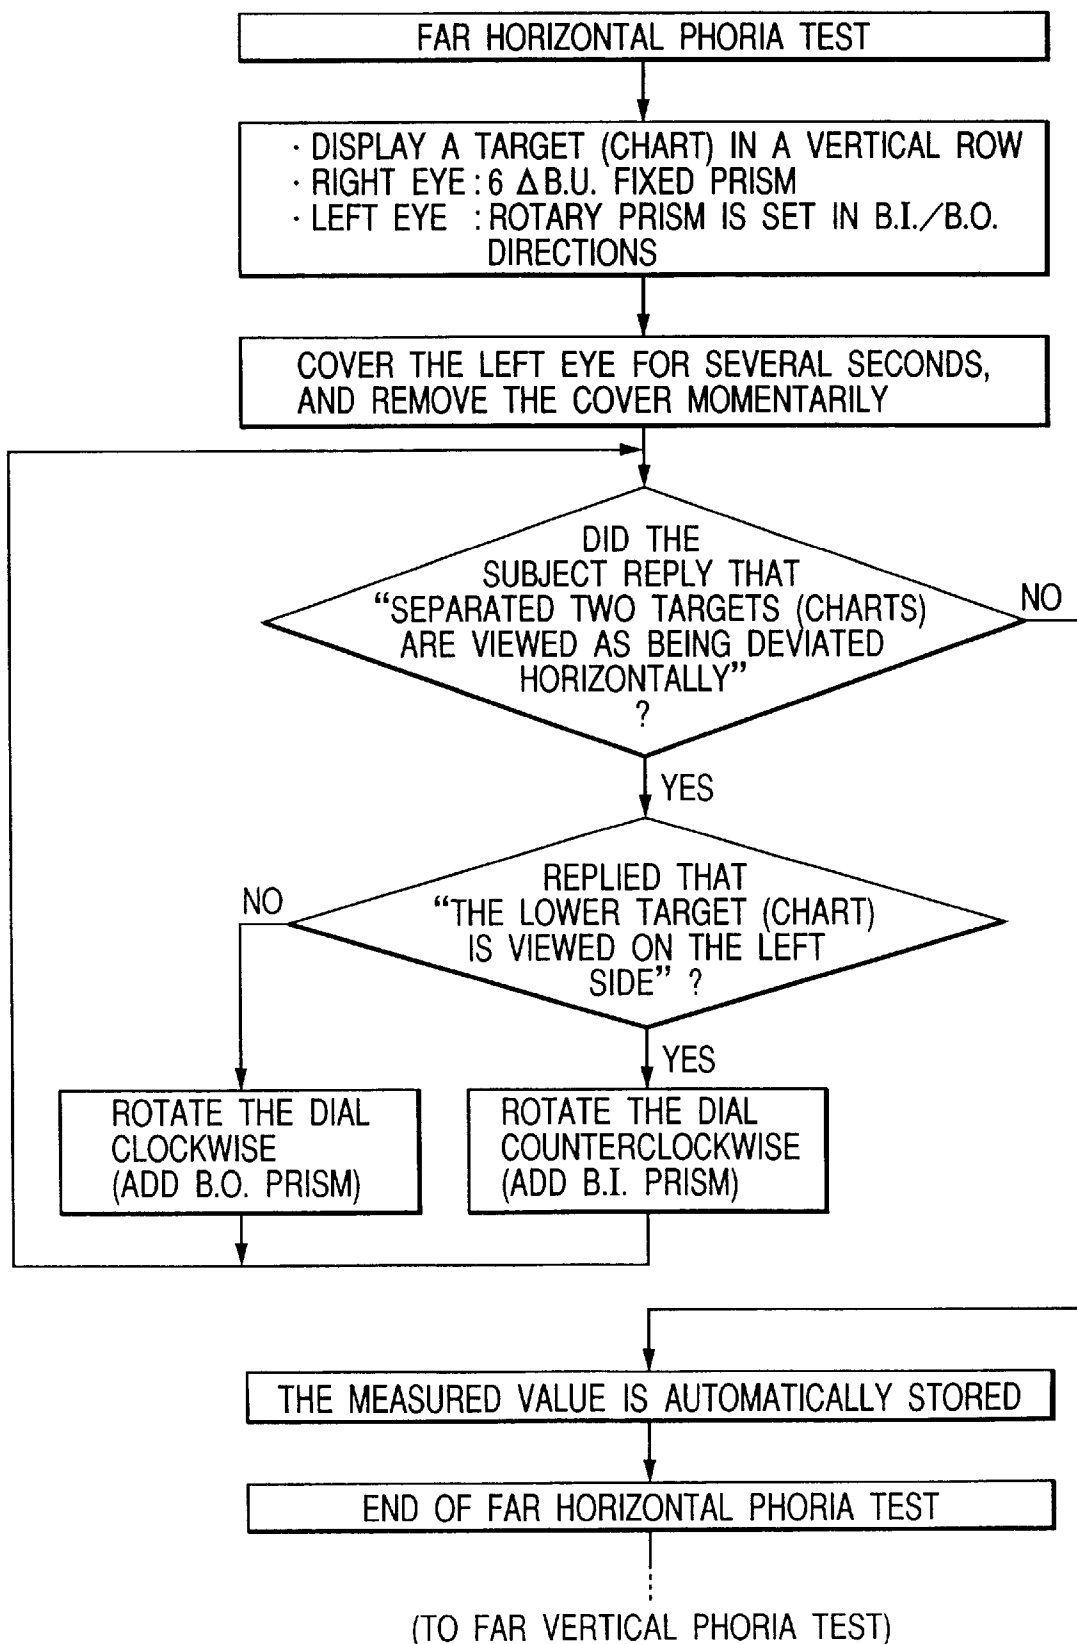 FAR HORIZONTAL PHORIA TEST
· DISPLAY A TARGET (CHART) IN A VERTICAL ROW
· RIGHT EYE : 6 Δ B.U. FIXED PRISM
· LEFT EYE : ROTARY PRISM IS SET IN B.I./B.O.
DIRECTIONS
COVER THE LEFT EYE FOR SEVERAL SECONDS,
AND REMOVE THE COVER MOMENTARILY
DID THE
SUBJECT REPLY THAT
“SEPARATED TWO TARGETS (CHARTS)
ARE VIEWED AS BEING DEVIATED
HORIZONTALLY”
?
NO
YES
REPLIED THAT
“THE LOWER TARGET (CHART)
IS VIEWED ON THE LEFT
SIDE” ?
NO
YES
ROTATE THE DIAL
CLOCKWISE
(ADD B.O. PRISM)
ROTATE THE DIAL
COUNTERCLOCKWISE
(ADD B.I. PRISM)
THE MEASURED VALUE IS AUTOMATICALLY STORED
END OF FAR HORIZONTAL PHORIA TEST
(TO FAR VERTICAL PHORIA TEST)